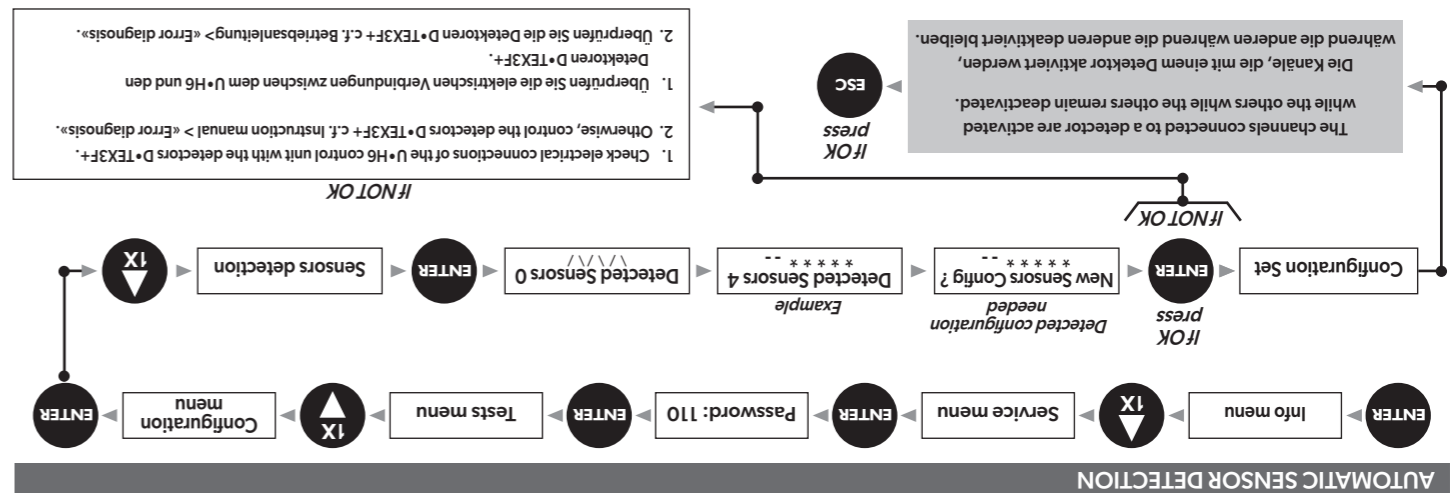 AUTOMATIC SENSOR DETECTION
ENTER
Info menu
1X
Service menu
ENTER
Password: 110
ENTER
Tests menu
1X
Configuration
menu
ENTER
1X
Sensors detection
ENTER
Detected Sensors 0
\ / \ / \ /
Example
Detected Sensors 4
* * * * * - -
Detected configuration
needed
New Sensors Config ?
* * * * * - -
If OK
press
ENTER
Configuration Set
If NOT OK
The channels connected to a detector are activated
while the others while the others remain deactivated.
Die Kanäle, die mit einem Detektor aktiviert werden,
während die anderen während die anderen deaktiviert bleiben.
If OK
press
ESC
If NOT OK
1. Check electrical connections of the U•H6 control unit with the detectors D•TEX3F+.
2. Otherwise, control the detectors D•TEX3F+ c.f. Instruction manual > «Error diagnosis».
1. Überprüfen Sie die elektrischen Verbindungen zwischen dem U•H6 und den
Detektoren D•TEX3F+.
2. Überprüfen Sie die Detektoren D•TEX3F+ c.f. Betriebsanleitung> «Error diagnosis».